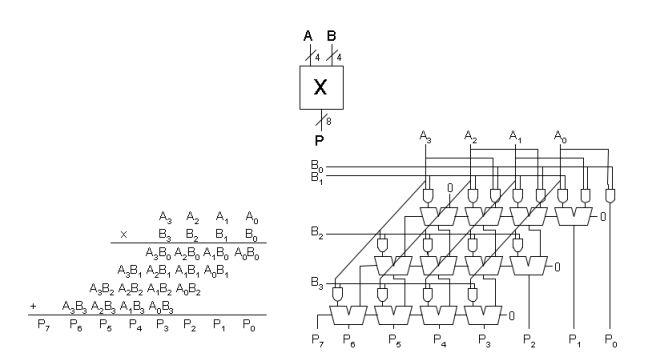 A B
4 4
X
8
P
A3 A2 A1 A0
B0
B1
0
0
B2
0
B3
0
P7 P6 P5 P4 P3 P2 P1 P0
A3 A2 A1 A0
x B3 B2 B1 B0
A3B0 A2B0 A1B0 A0B0
A3B1 A2B1 A1B1 A0B1
A3B2 A2B2 A1B2 A0B2
+ A3B3 A2B3 A1B3 A0B3
P7 P6 P5 P4 P3 P2 P1 P0